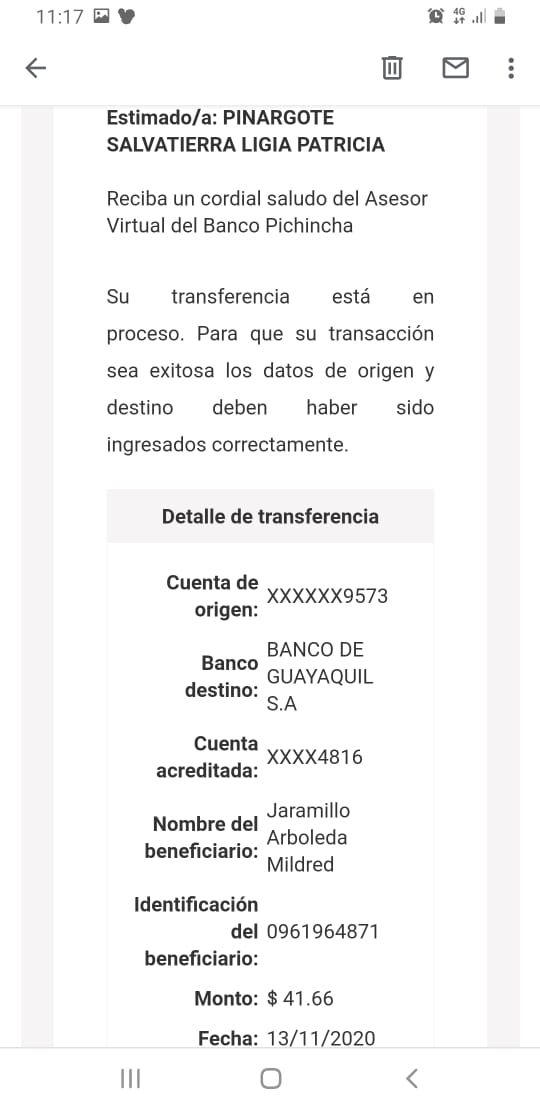 11:17
4G
Estimado/a: PINARGOTE
SALVATIERRA LIGIA PATRICIA
Reciba un cordial saludo del Asesor
Virtual del Banco Pichincha
Su transferencia está en
proceso. Para que su transacción
sea exitosa los datos de origen y
destino deben haber sido
ingresados correctamente.
Detalle de transferencia
Cuenta de
origen: XXXXXX9573
Banco
destino: BANCO DE
GUAYAQUIL
S.A
Cuenta
acreditada: XXXX4816
Nombre del
beneficiario: Jaramillo
Arboleda
Mildred
Identificación
del
beneficiario: 0961964871
Monto: $ 41.66
Fecha: 13/11/2020